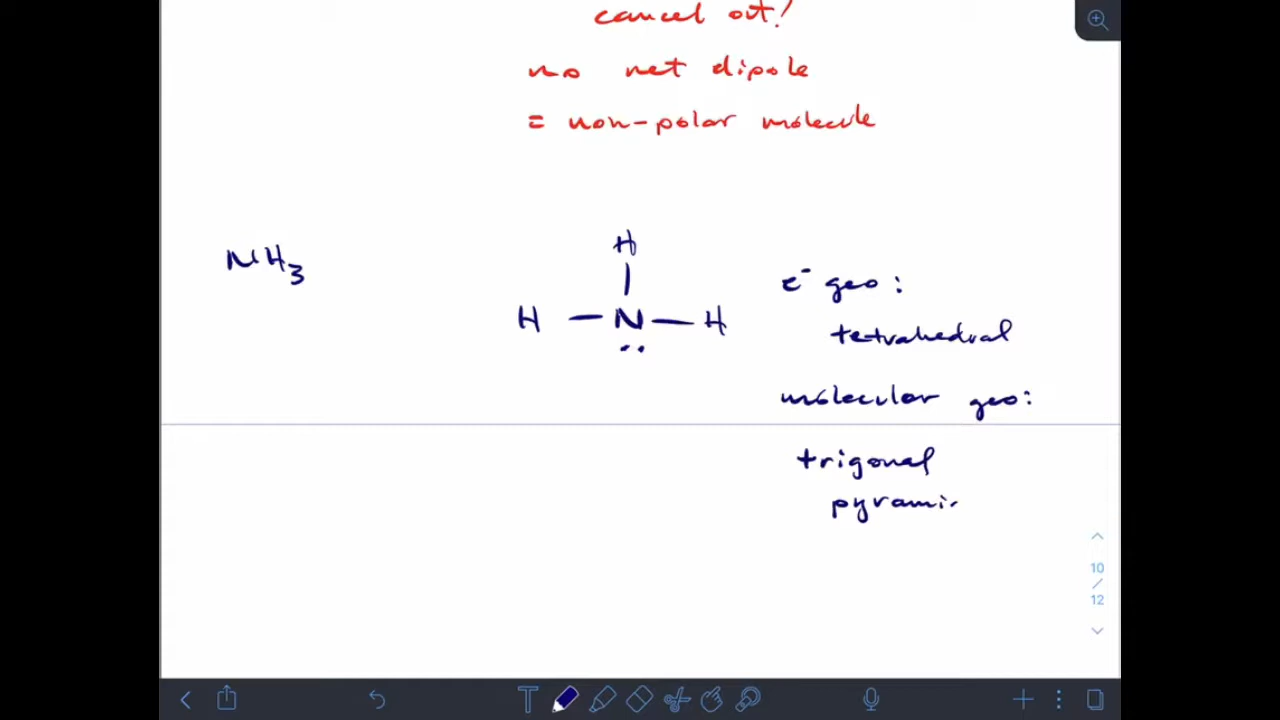 cancel out!
no net dipole
= non-polar molecule
NH3
H
H - N - H
e⁻ geo:
tetrahedral
molecular geo:
trigonal
pyrami
10
/
12
T